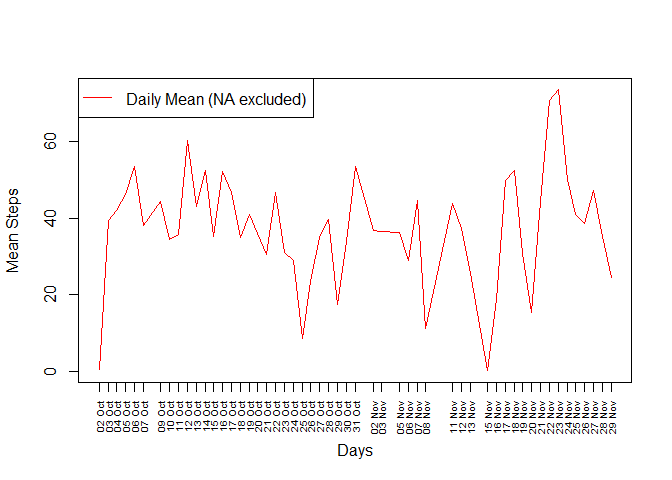 Daily Mean (NA excluded)
Mean Steps
60
40
20
0
02 Oct
03 Oct
04 Oct
05 Oct
06 Oct
07 Oct
09 Oct
10 Oct
11 Oct
12 Oct
13 Oct
14 Oct
15 Oct
16 Oct
17 Oct
18 Oct
19 Oct
20 Oct
21 Oct
22 Oct
23 Oct
24 Oct
25 Oct
26 Oct
27 Oct
28 Oct
29 Oct
30 Oct
31 Oct
02 Nov
03 Nov
05 Nov
06 Nov
07 Nov
08 Nov
11 Nov
12 Nov
13 Nov
15 Nov
16 Nov
17 Nov
18 Nov
19 Nov
20 Nov
21 Nov
22 Nov
23 Nov
24 Nov
25 Nov
26 Nov
27 Nov
28 Nov
29 Nov
Days